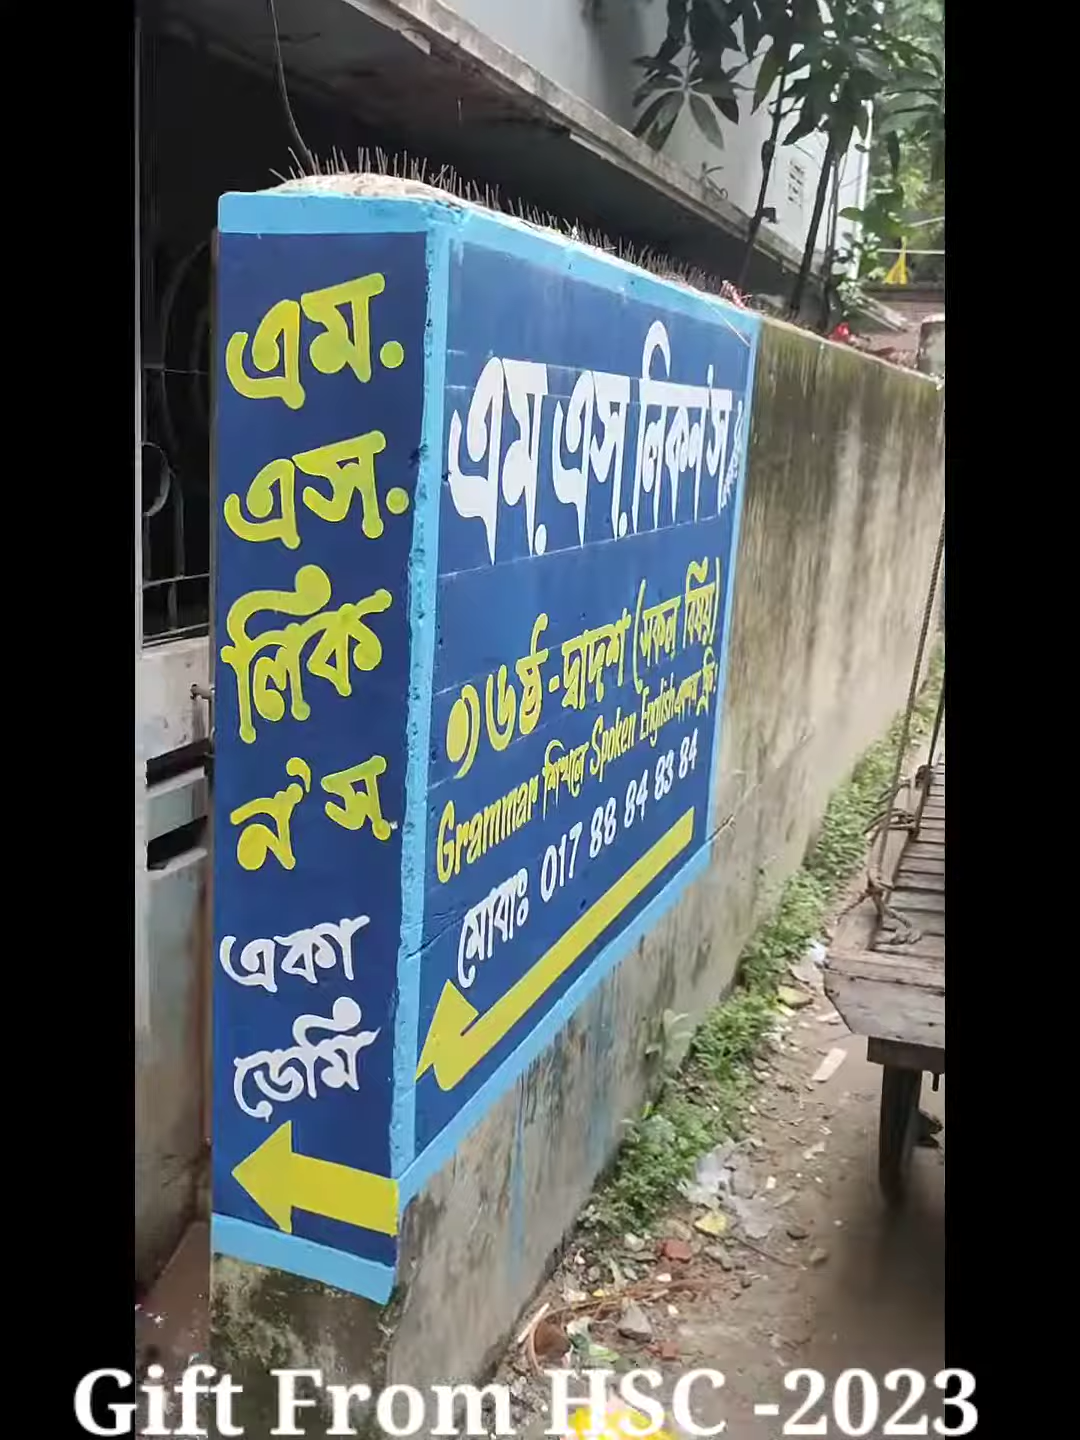 এম.
এস.
লিক
ন'স
একা
ডেমি
এম. এস. লিকন'স
৬ষ্ঠ-দ্বাদশ (সকল বিষয়)
Grammar শিখলে Spoken English এক্কেবারে ফ্রি!
মোবাঃ 017 88 84 83 84
Gift From HSC -2023